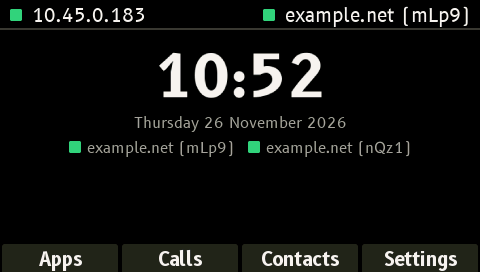 10.45.0.183 example.net (mLp9)
10:52
Thursday 26 November 2026
example.net (mLp9) example.net (nQz1)
Apps Calls Contacts Settings